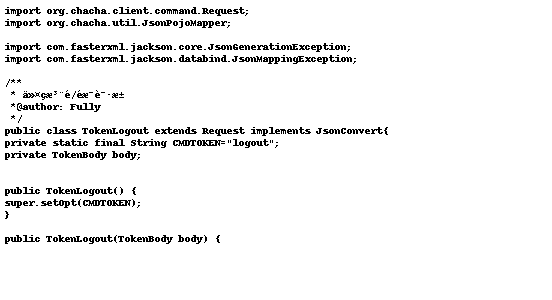 import org.chacha.client.command.Request;
import org.chacha.util.JsonPojoMapper;
import com.fasterxml.jackson.core.JsonGenerationException;
import com.fasterxml.jackson.databind.JsonMappingException;
/**
*
*@author: Fully
*/
public class TokenLogout extends Request implements JsonConvert{
private static final String CMDTOKEN="logout";
private TokenBody body;
public TokenLogout() {
super.setOpt(CMDTOKEN);
}
public TokenLogout(TokenBody body) {